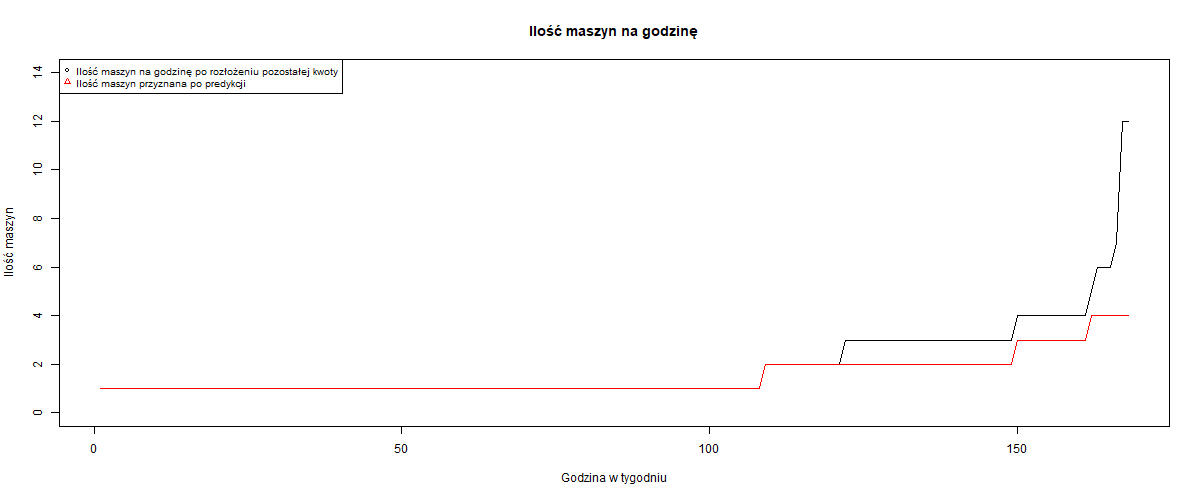 Ilość maszyn na godzinę
Ilość maszyn na godzinę po rozłożeniu pozostałej kwoty
Ilość maszyn przyznana po predykcji
Ilość maszyn
14
12
10
8
6
4
2
0
0 50 100 150
Godzina w tygodniu